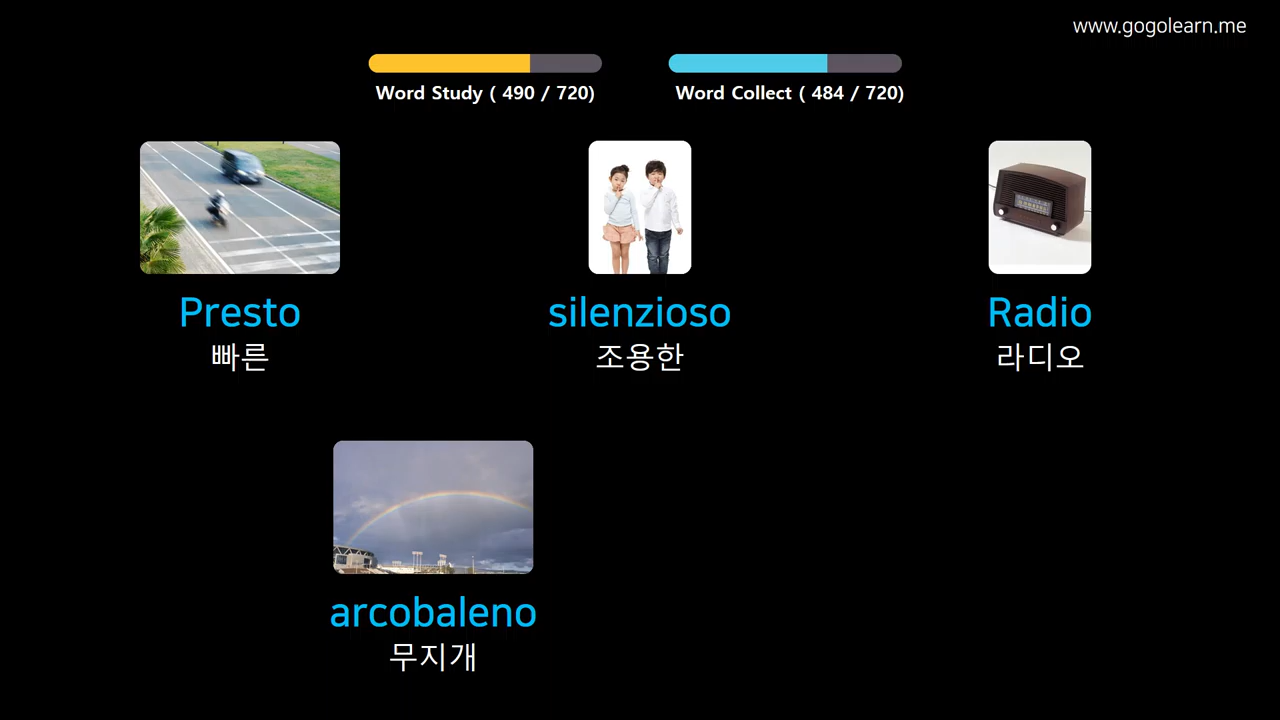 www.gogolearn.me
Word Study ( 490 / 720)
Word Collect ( 484 / 720)
Presto
빠른
silenzioso
조용한
Radio
라디오
arcobaleno
무지개